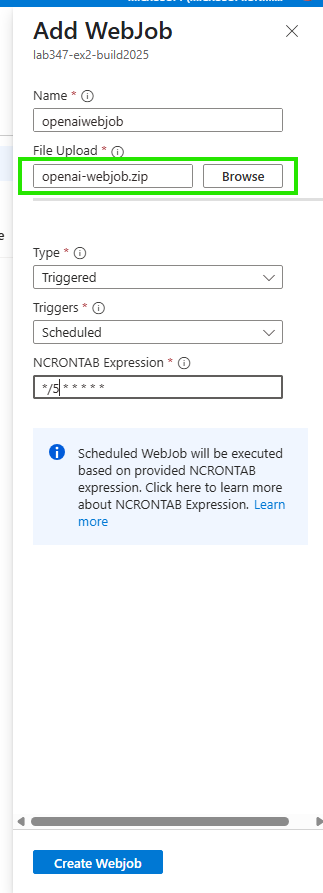 Add WebJob
lab347-ex2-build2025
Name *
openaiwebjob
File Upload *
openai-webjob.zip
Browse
Type *
Triggered
Triggers *
Scheduled
NCRONTAB Expression *
*/5 * * * * *
Scheduled WebJob will be executed
based on provided NCRONTAB
expression. Click here to learn more
about NCRONTAB Expression. Learn
more
Create Webjob